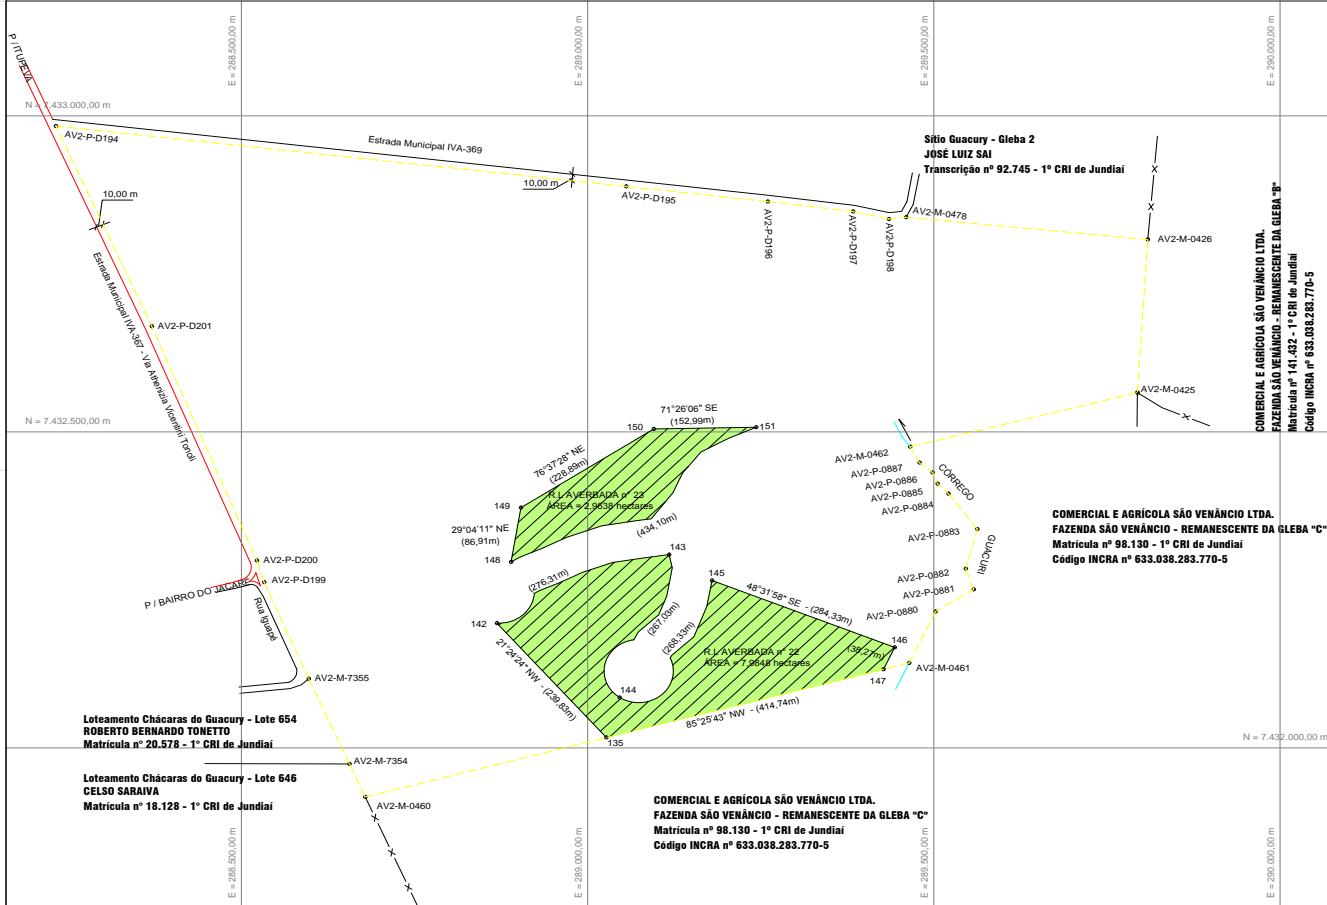 E = 288.500,00 m
E = 289.000,00 m
E = 289.500,00 m
E = 290.000,00 m
P / ITUPEVA
N = 7.433.000,00 m
AV2-P-D194
Estrada Municipal IVA-369
10,00 m
AV2-P-D195
AV2-P-D196
AV2-P-D197
AV2-P-D198
AV2-M-0478
Sítio Guacury - Gleba 2
JOSÉ LUIZ SAI
Transcrição nº 92.745 - 1º CRI de Jundiaí
AV2-M-0426
10,00 m
Estrada Municipal IVA-367 - Via Athenizia Vicentini Tonoli
AV2-P-D201
COMERCIAL E AGRÍCOLA SÃO VENÂNCIO LTDA.
FAZENDA SÃO VENÂNCIO - REMANESCENTE DA GLEBA "B"
Matrícula nº 141.432 - 1º CRI de Jundiaí
Código INCRA nº 633.038.283.770-5
AV2-M-0425
N = 7.432.500,00 m
71°26'06" SE
(152,99m)
150
151
76°37'28" NE
(228,89m)
149
R.L AVERBADA nº 23
ÁREA = 2,9638 hectares
29°04'11" NE
(86,91m)
148
(434,10m)
AV2-M-0462
AV2-P-0887
AV2-P-0886
AV2-P-0885
AV2-P-0884
AV2-P-0883
CÓRREGO
GUACURI
AV2-P-0882
AV2-P-0881
AV2-P-0880
COMERCIAL E AGRÍCOLA SÃO VENÂNCIO LTDA.
FAZENDA SÃO VENÂNCIO - REMANESCENTE DA GLEBA "C"
Matrícula nº 98.130 - 1º CRI de Jundiaí
Código INCRA nº 633.038.283.770-5
AV2-P-D200
AV2-P-D199
P / BAIRRO DO JACARÉ
Rua Iguapé
143
(276,31m)
145
48°31'58" SE - (284,33m)
142
(267,03m)
(268,33m)
146
R.L AVERBADA nº 22
ÁREA = 7,9848 hectares
(38,27m)
147
AV2-M-0461
21°24'24" NW - (239,83m)
144
85°25'43" NW - (414,74m)
135
AV2-M-7355
Loteamento Chácaras do Guacury - Lote 654
ROBERTO BERNARDO TONETTO
Matrícula nº 20.578 - 1º CRI de Jundiaí
N = 7.432.000,00 m
AV2-M-7354
Loteamento Chácaras do Guacury - Lote 646
CELSO SARAIVA
Matrícula nº 18.128 - 1º CRI de Jundiaí
AV2-M-0460
COMERCIAL E AGRÍCOLA SÃO VENÂNCIO LTDA.
FAZENDA SÃO VENÂNCIO - REMANESCENTE DA GLEBA "C"
Matrícula nº 98.130 - 1º CRI de Jundiaí
Código INCRA nº 633.038.283.770-5
E = 288.500,00 m
E = 289.000,00 m
E = 289.500,00 m
E = 290.000,00 m